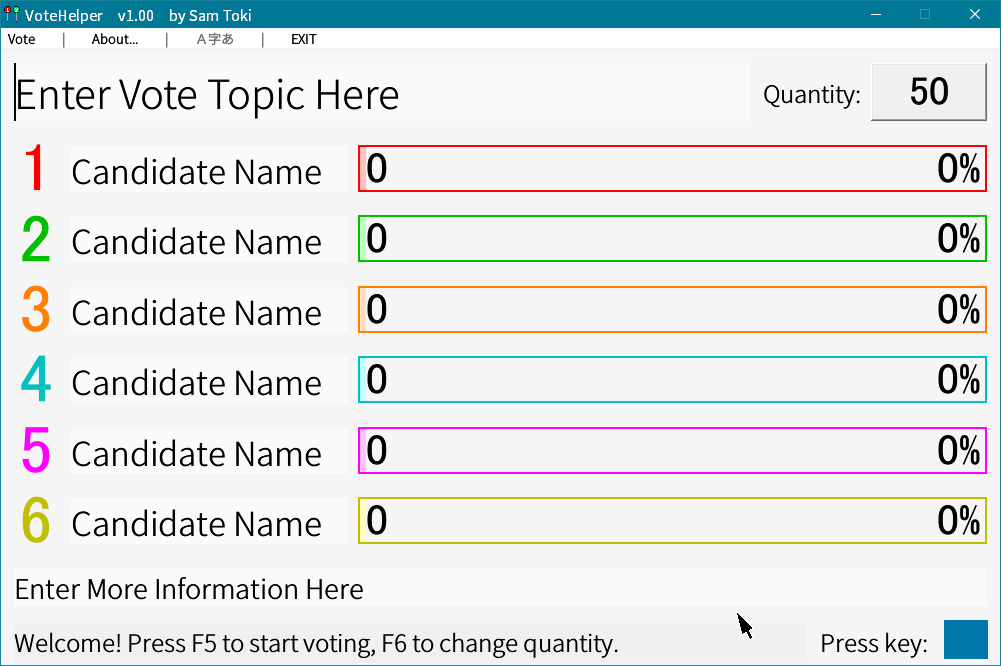 VoteHelper v1.00 by Sam Toki
Vote | About... | A字あ | EXIT
Enter Vote Topic Here Quantity: 50
1 Candidate Name 0 0%
2 Candidate Name 0 0%
3 Candidate Name 0 0%
4 Candidate Name 0 0%
5 Candidate Name 0 0%
6 Candidate Name 0 0%
Enter More Information Here
Welcome! Press F5 to start voting, F6 to change quantity. Press key: